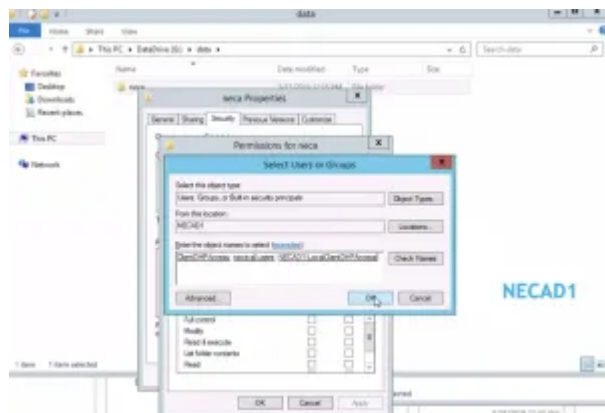 data
Home Share View
This PC ▸ DataDrive (G:) ▸ data ▸
Search data
Name Date modified Type Size
Favorites
Desktop
Downloads
Recent places
This PC
Network
neca
File folder
neca Properties
General Sharing Security Previous Versions Customize
Permissions for neca
Select Users or Groups
Select this object type:
Users, Groups, or Built-in security principals
Object Types...
From this location:
NECAD1
Locations...
Enter the object names to select (examples):
Check Names
Advanced...
OK Cancel
NECAD1
Full control
Modify
Read & execute
List folder contents
Read
1 item 1 item selected
OK Cancel Apply